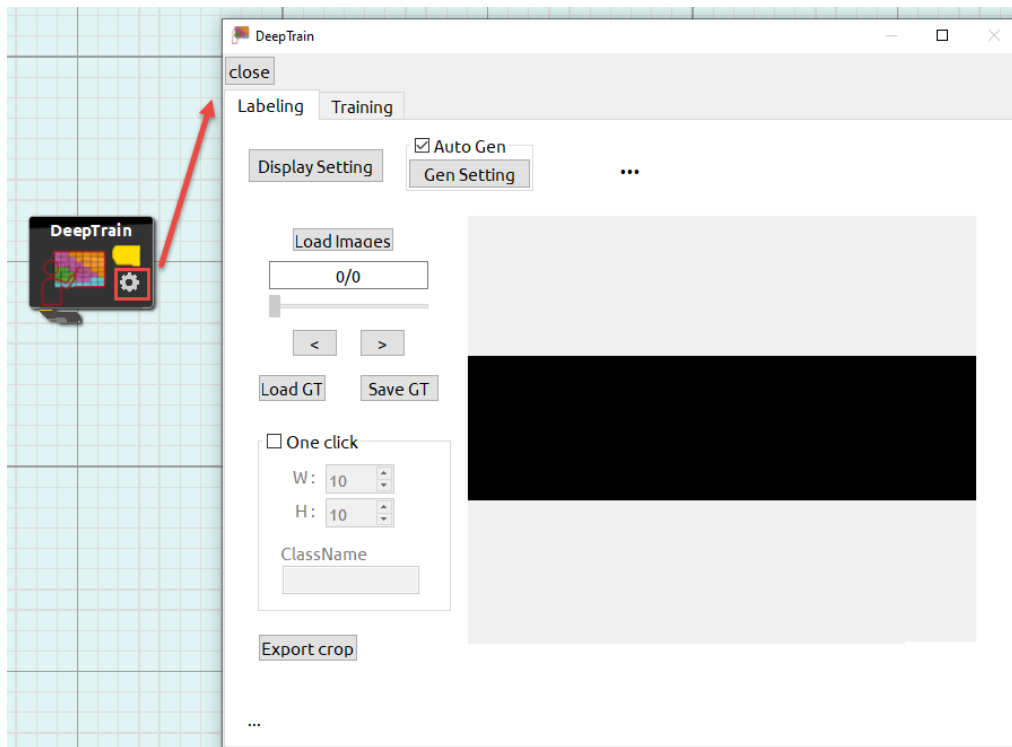 DeepTrain
close
Labeling Training
Auto Gen
Display Setting Gen Setting ...
DeepTrain
Load Images
0/0
< >
Load GT Save GT
One click
W: 10
H: 10
ClassName
Export crop
...